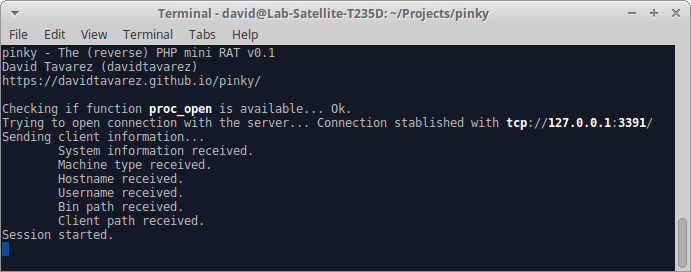 Terminal - david@Lab-Satellite-T235D: ~/Projects/pinky
File Edit View Terminal Tabs Help
pinky - The (reverse) PHP mini RAT v0.1
David Tavarez (davidtavarez)
https://davidtavarez.github.io/pinky/
Checking if function proc_open is available... Ok.
Trying to open connection with the server... Connection stablished with tcp://127.0.0.1:3391/
Sending client information...
System information received.
Machine type received.
Hostname received.
Username received.
Bin path received.
Client path received.
Session started.